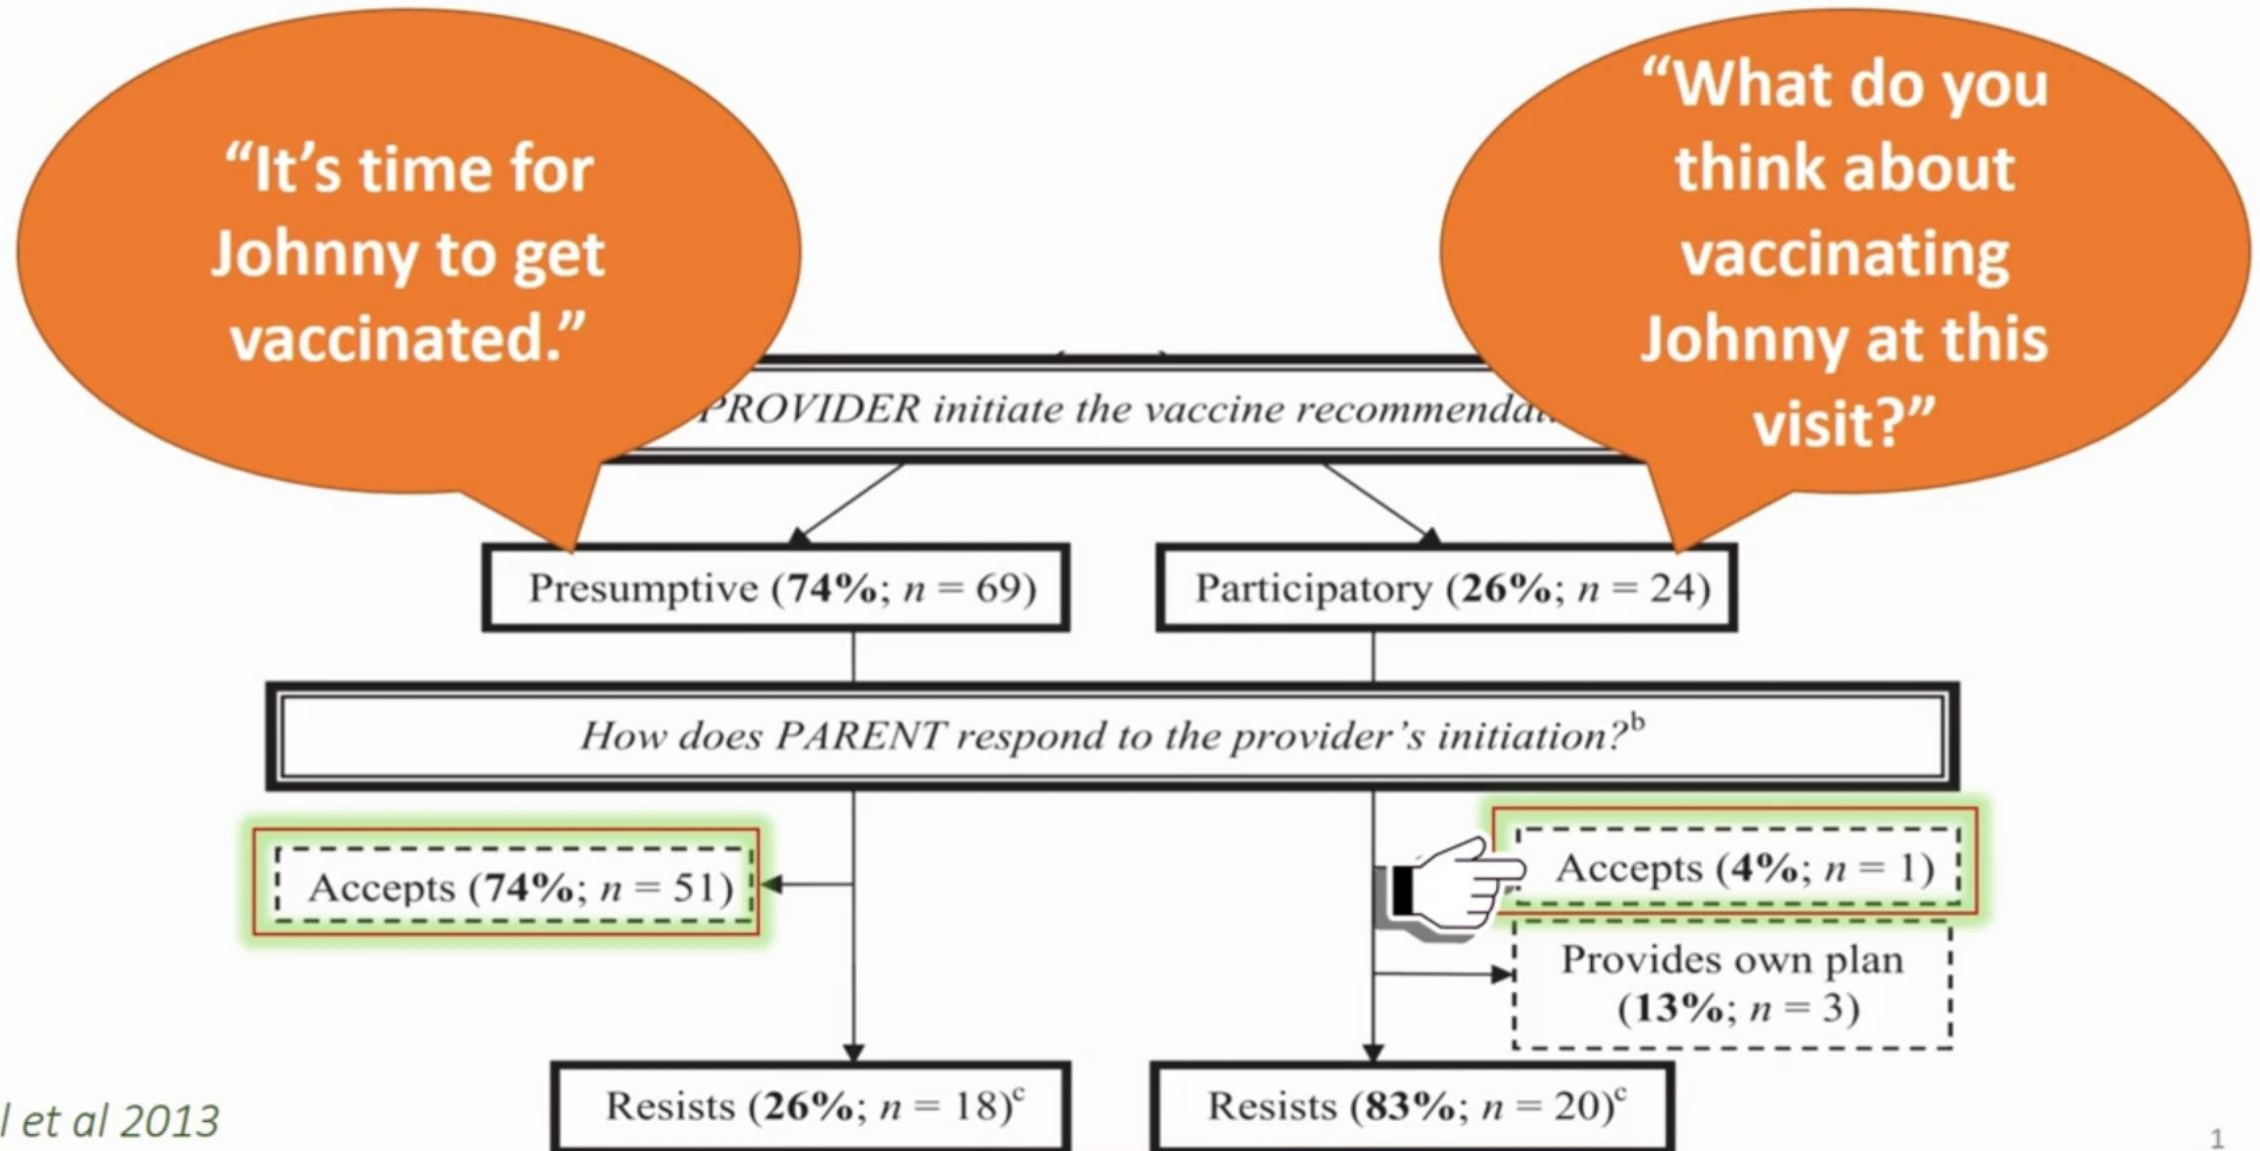 “It’s time for
Johnny to get
vaccinated.”
“What do you
think about
vaccinating
Johnny at this
visit?”
PROVIDER initiate the vaccine
Presumptive (74%; n = 69)
Participatory (26%; n = 24)
How does PARENT respond to the provider’s initiation?b
Accepts (74%; n = 51)
Accepts (4%; n = 1)
Provides own plan
(13%; n = 3)
Resists (26%; n = 18)c
Resists (83%; n = 20)c
l et al 2013
1